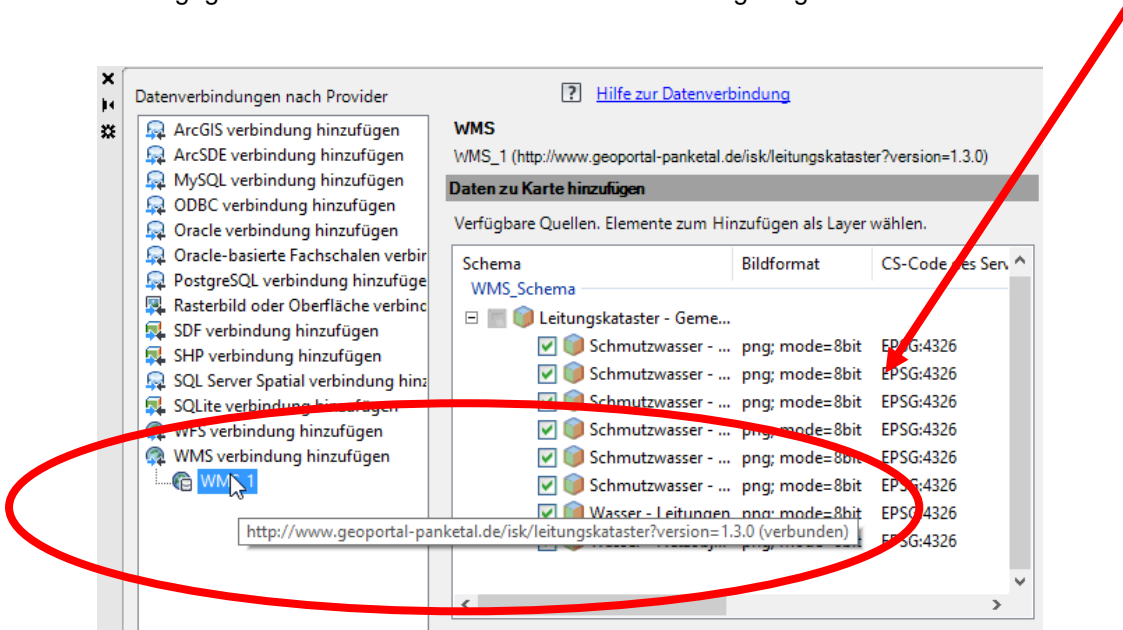 Datenverbindungen nach Provider
? Hilfe zur Datenverbindung
ArcGIS verbindung hinzufügen
ArcSDE verbindung hinzufügen
MySQL verbindung hinzufügen
ODBC verbindung hinzufügen
Oracle verbindung hinzufügen
Oracle-basierte Fachschalen verbin
PostgreSQL verbindung hinzufüge
Rasterbild oder Oberfläche verbinc
SDF verbindung hinzufügen
SHP verbindung hinzufügen
SQL Server Spatial verbindung hinz
SQLite verbindung hinzufügen
WFS verbindung hinzufügen
WMS verbindung hinzufügen
WMS_1
http://www.geoportal-panketal.de/isk/leitungskataster?version=1.3.0 (verbunden)
WMS
WMS_1 (http://www.geoportal-panketal.de/isk/leitungskataster?version=1.3.0)
Daten zu Karte hinzufügen
Verfügbare Quellen. Elemente zum Hinzufügen als Layer wählen.
Schema Bildformat CS-Code des Serv
WMS_Schema
Leitungskataster - Geme...
Schmutzwasser - ... png; mode=8bit EPSG:4326
Schmutzwasser - ... png; mode=8bit EPSG:4326
Schmutzwasser - ... png; mode=8bit EPSG:4326
Schmutzwasser - ... png; mode=8bit EPSG:4326
Schmutzwasser - ... png; mode=8bit EPSG:4326
Schmutzwasser - ... png; mode=8bit EPSG:4326
Wasser - Leitungen png; mode=8bit EPSG:4326
Wasser - png; mode=8bit EPSG:4326